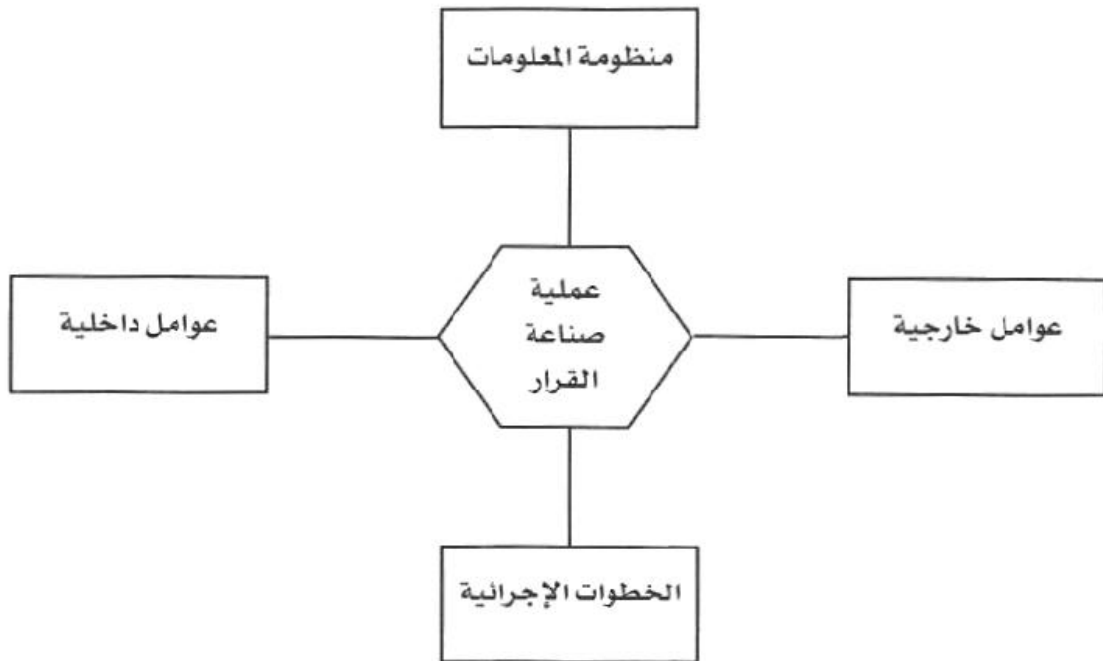 منظومة المعلومات
عملية
صناعة
القرار
عوامل خارجية
عوامل داخلية
الخطوات الإجرائية